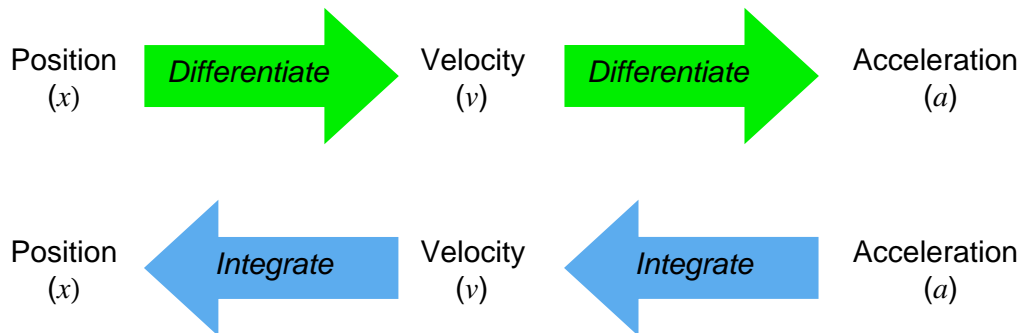 Position Differentiate Velocity Differentiate Acceleration
(x) (v) (a)
Position Integrate Velocity Integrate Acceleration
(x) (v) (a)